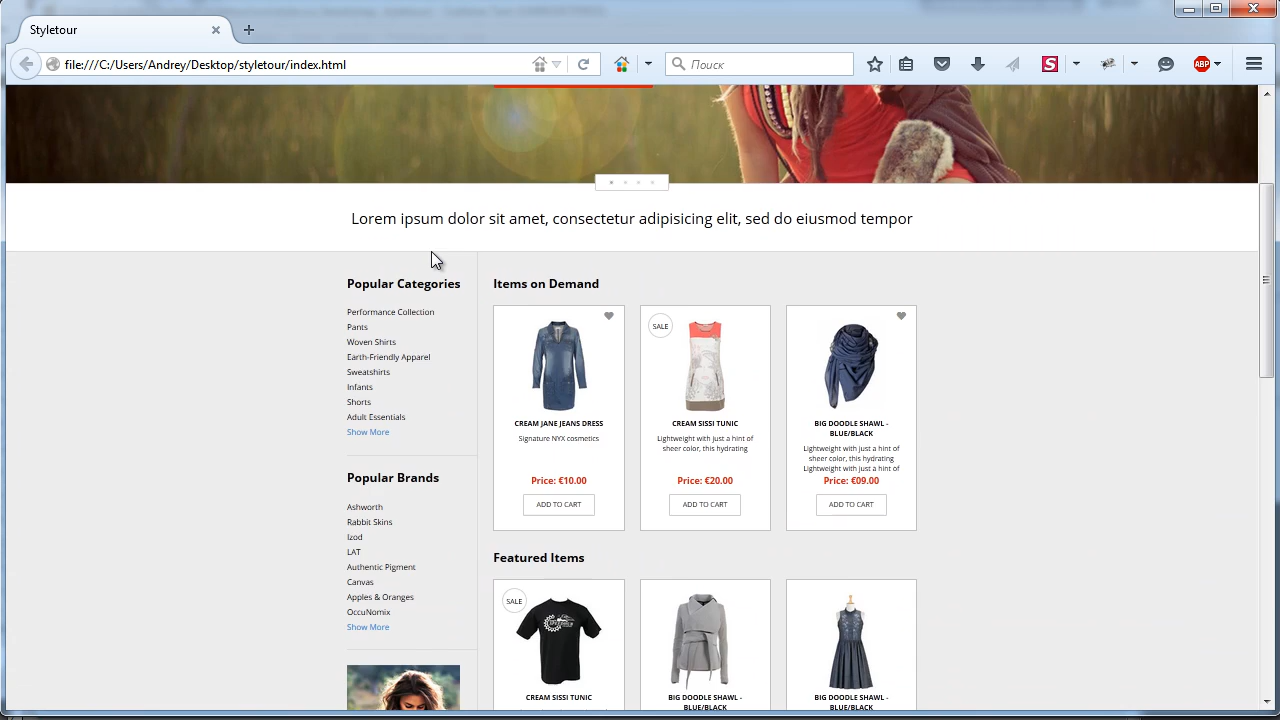 Styletour
file:///C:/Users/Andrey/Desktop/styletour/index.html
Поиск
S
ABP
Lorem ipsum dolor sit amet, consectetur adipisicing elit, sed do eiusmod tempor
Popular Categories
Performance Collection
Pants
Woven Shirts
Earth-Friendly Apparel
Sweatshirts
Infants
Shorts
Adult Essentials
Show More
Popular Brands
Ashworth
Rabbit Skins
Izod
LAT
Authentic Pigment
Canvas
Apples & Oranges
OccuNomix
Show More
Items on Demand
CREAM JANE JEANS DRESS
Signature NYX cosmetics
Price: €10.00
ADD TO CART
SALE
CREAM SISSI TUNIC
Lightweight with just a hint of
sheer color, this hydrating
Price: €20.00
ADD TO CART
BIG DOODLE SHAWL -
BLUE/BLACK
Lightweight with just a hint of
sheer color, this hydrating
Lightweight with just a hint of
Price: €09.00
ADD TO CART
Featured Items
SALE
CREAM SISSI TUNIC
BIG DOODLE SHAWL -
BLUE/BLACK
BIG DOODLE SHAWL -
BLUE/BLACK